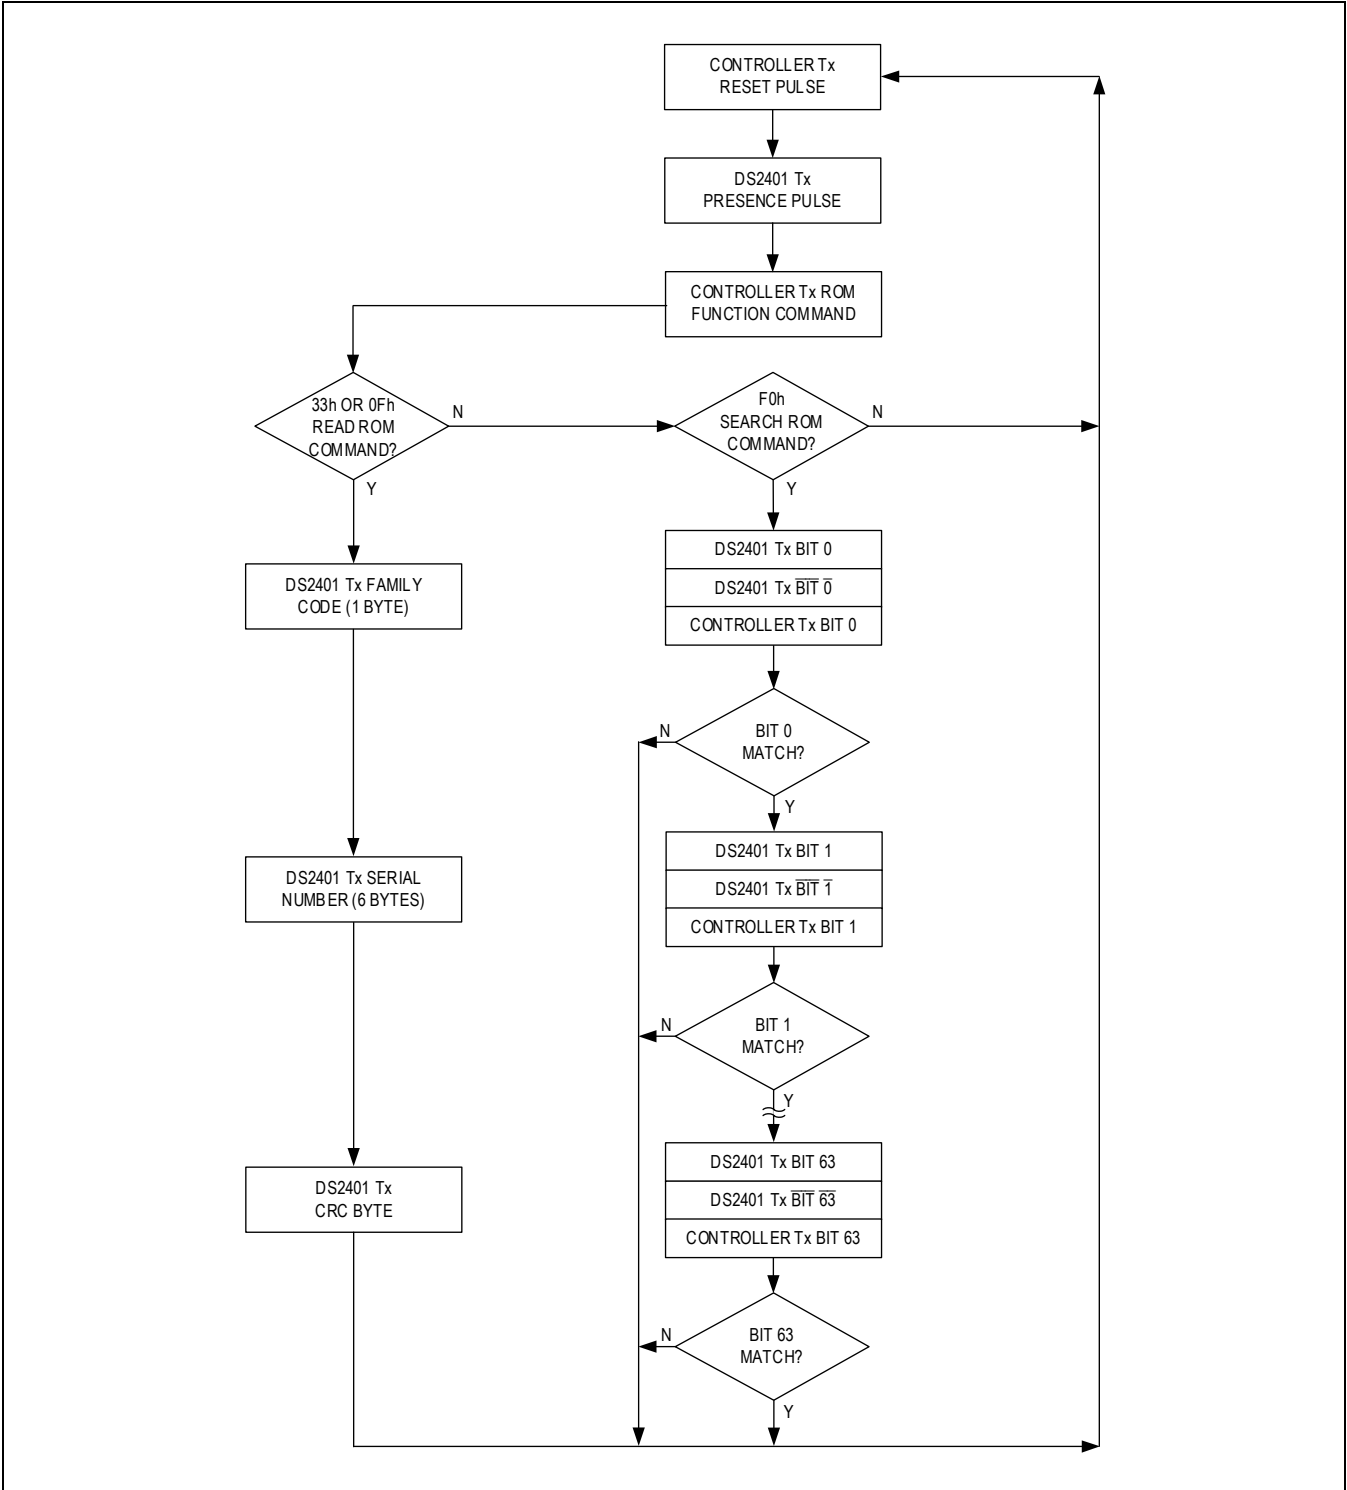 CONTROLLER Tx
RESET PULSE
DS2401 Tx
PRESENCE PULSE
CONTROLLER Tx ROM
FUNCTION COMMAND
33h OR 0Fh
READ ROM
COMMAND?
N
Y
F0h
SEARCH ROM
COMMAND?
N
Y
DS2401 Tx FAMILY
CODE (1 BYTE)
DS2401 Tx SERIAL
NUMBER (6 BYTES)
DS2401 Tx
CRC BYTE
DS2401 Tx BIT 0
DS2401 Tx B̅I̅T̅ 0̅
CONTROLLER Tx BIT 0
BIT 0
MATCH?
N
Y
DS2401 Tx BIT 1
DS2401 Tx B̅I̅T̅ 1̅
CONTROLLER Tx BIT 1
BIT 1
MATCH?
N
Y
DS2401 Tx BIT 63
DS2401 Tx B̅I̅T̅ 6̅3̅
CONTROLLER Tx BIT 63
BIT 63
MATCH?
N
Y